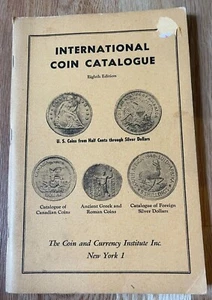 INTERNATIONAL
COIN CATALOGUE
Eighth Edition
U. S. Coins from Half Cents through Silver Dollars
Catalogue of
Canadian Coins
Ancient Greek and
Roman Coins
Catalogue of Foreign
Silver Dollars
The Coin and Currency Institute Inc.
New York 1